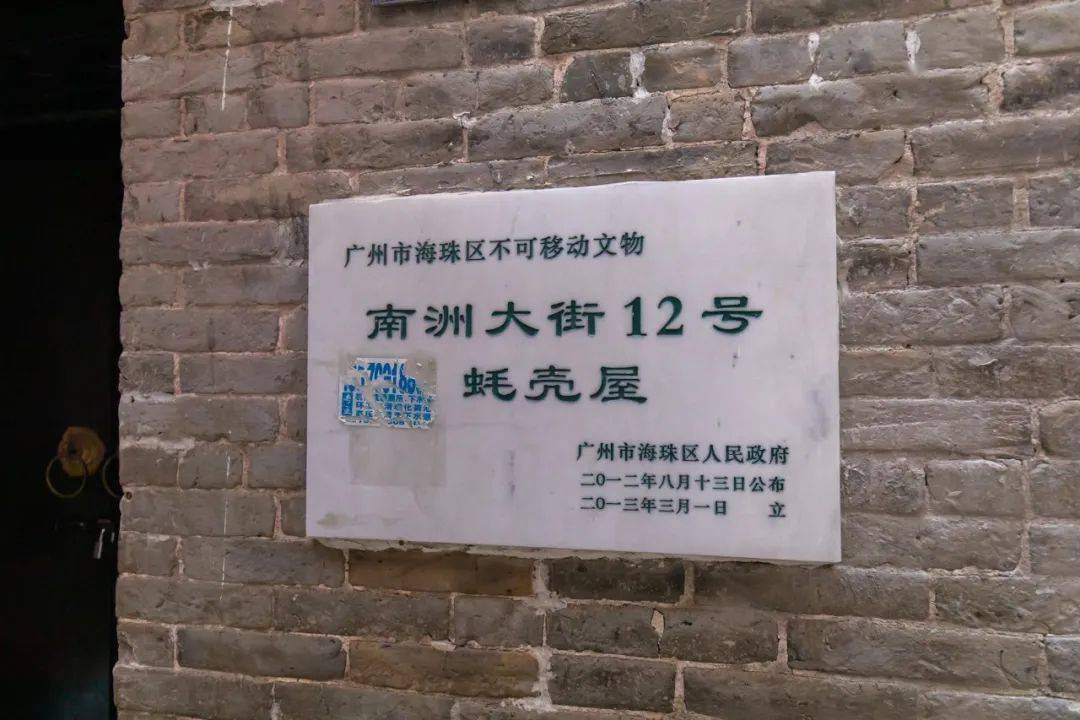 广州市海珠区不可移动文物
南洲大街12号
蚝壳屋
广州市海珠区人民政府
二〇一二年八月十三日公布
二〇一三年三月一日 立